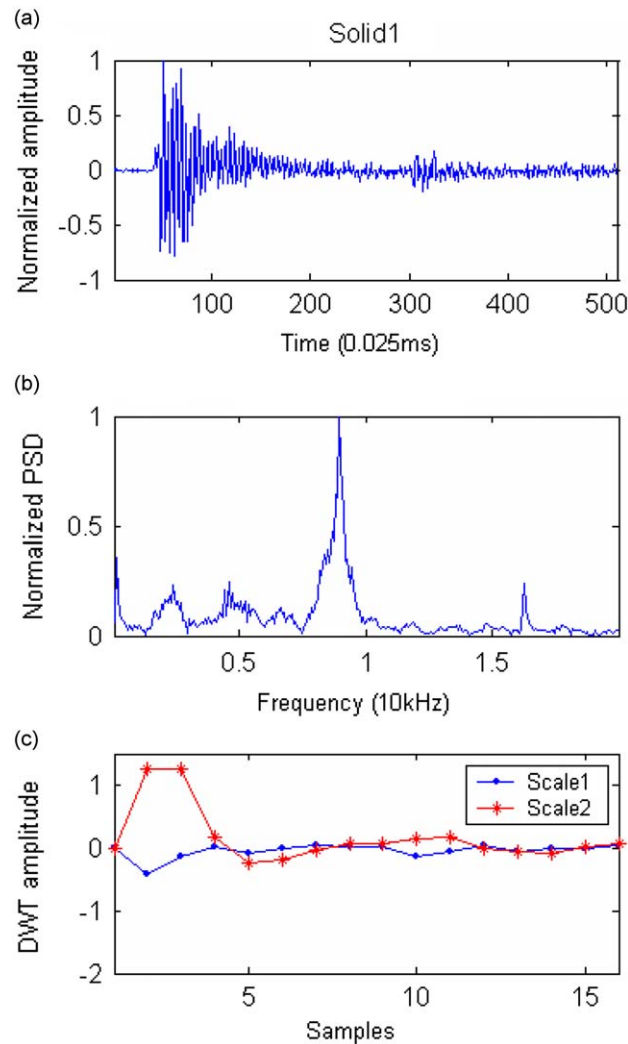 (a)
Solid1
Normalized amplitude
1
0.5
0
-0.5
-1
100 200 300 400 500
Time (0.025ms)
(b)
Normalized PSD
1
0.5
0
0.5 1 1.5
Frequency (10kHz)
(c)
DWT amplitude
1
0
-1
-2
Scale1
Scale2
5 10 15
Samples